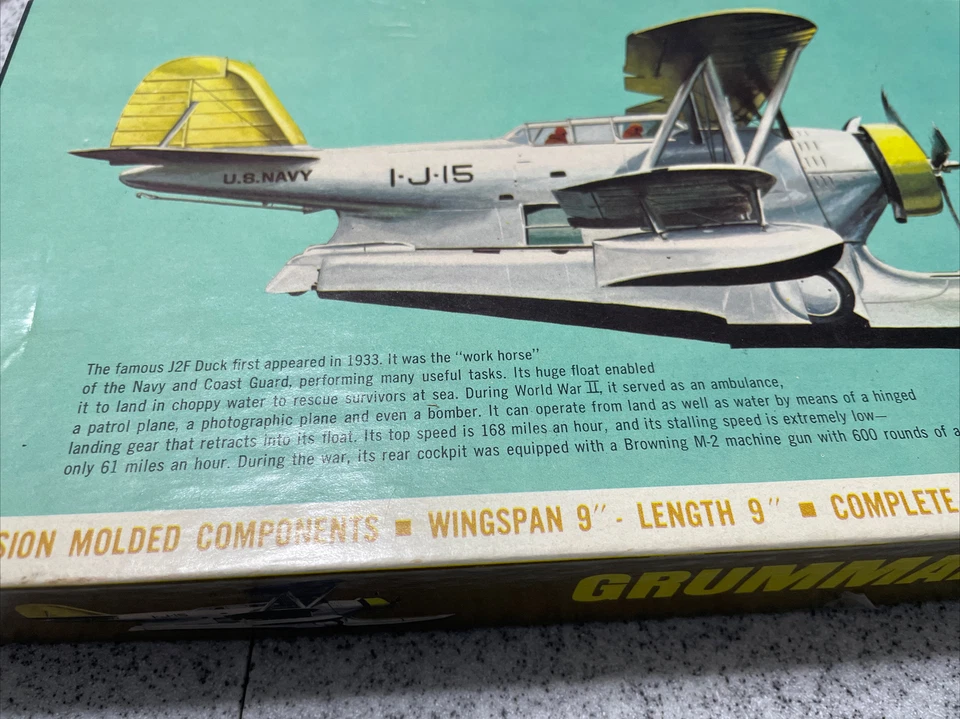 U.S.NAVY
1·J·15
The famous J2F Duck first appeared in 1933. It was the "work horse"
of the Navy and Coast Guard, performing many useful tasks. Its huge float enabled
it to land in choppy water to rescue survivors at sea. During World War II, it served as an ambulance,
a patrol plane, a photographic plane and even a bomber. It can operate from land as well as water by means of a hinged
landing gear that retracts into its float. Its top speed is 168 miles an hour, and its stalling speed is extremely low—
only 61 miles an hour. During the war, its rear cockpit was equipped with a Browning M-2 machine gun with 600 rounds of a
SION MOLDED COMPONENTS ■ WINGSPAN 9" - LENGTH 9" ■ COMPLETE
GRUMMA